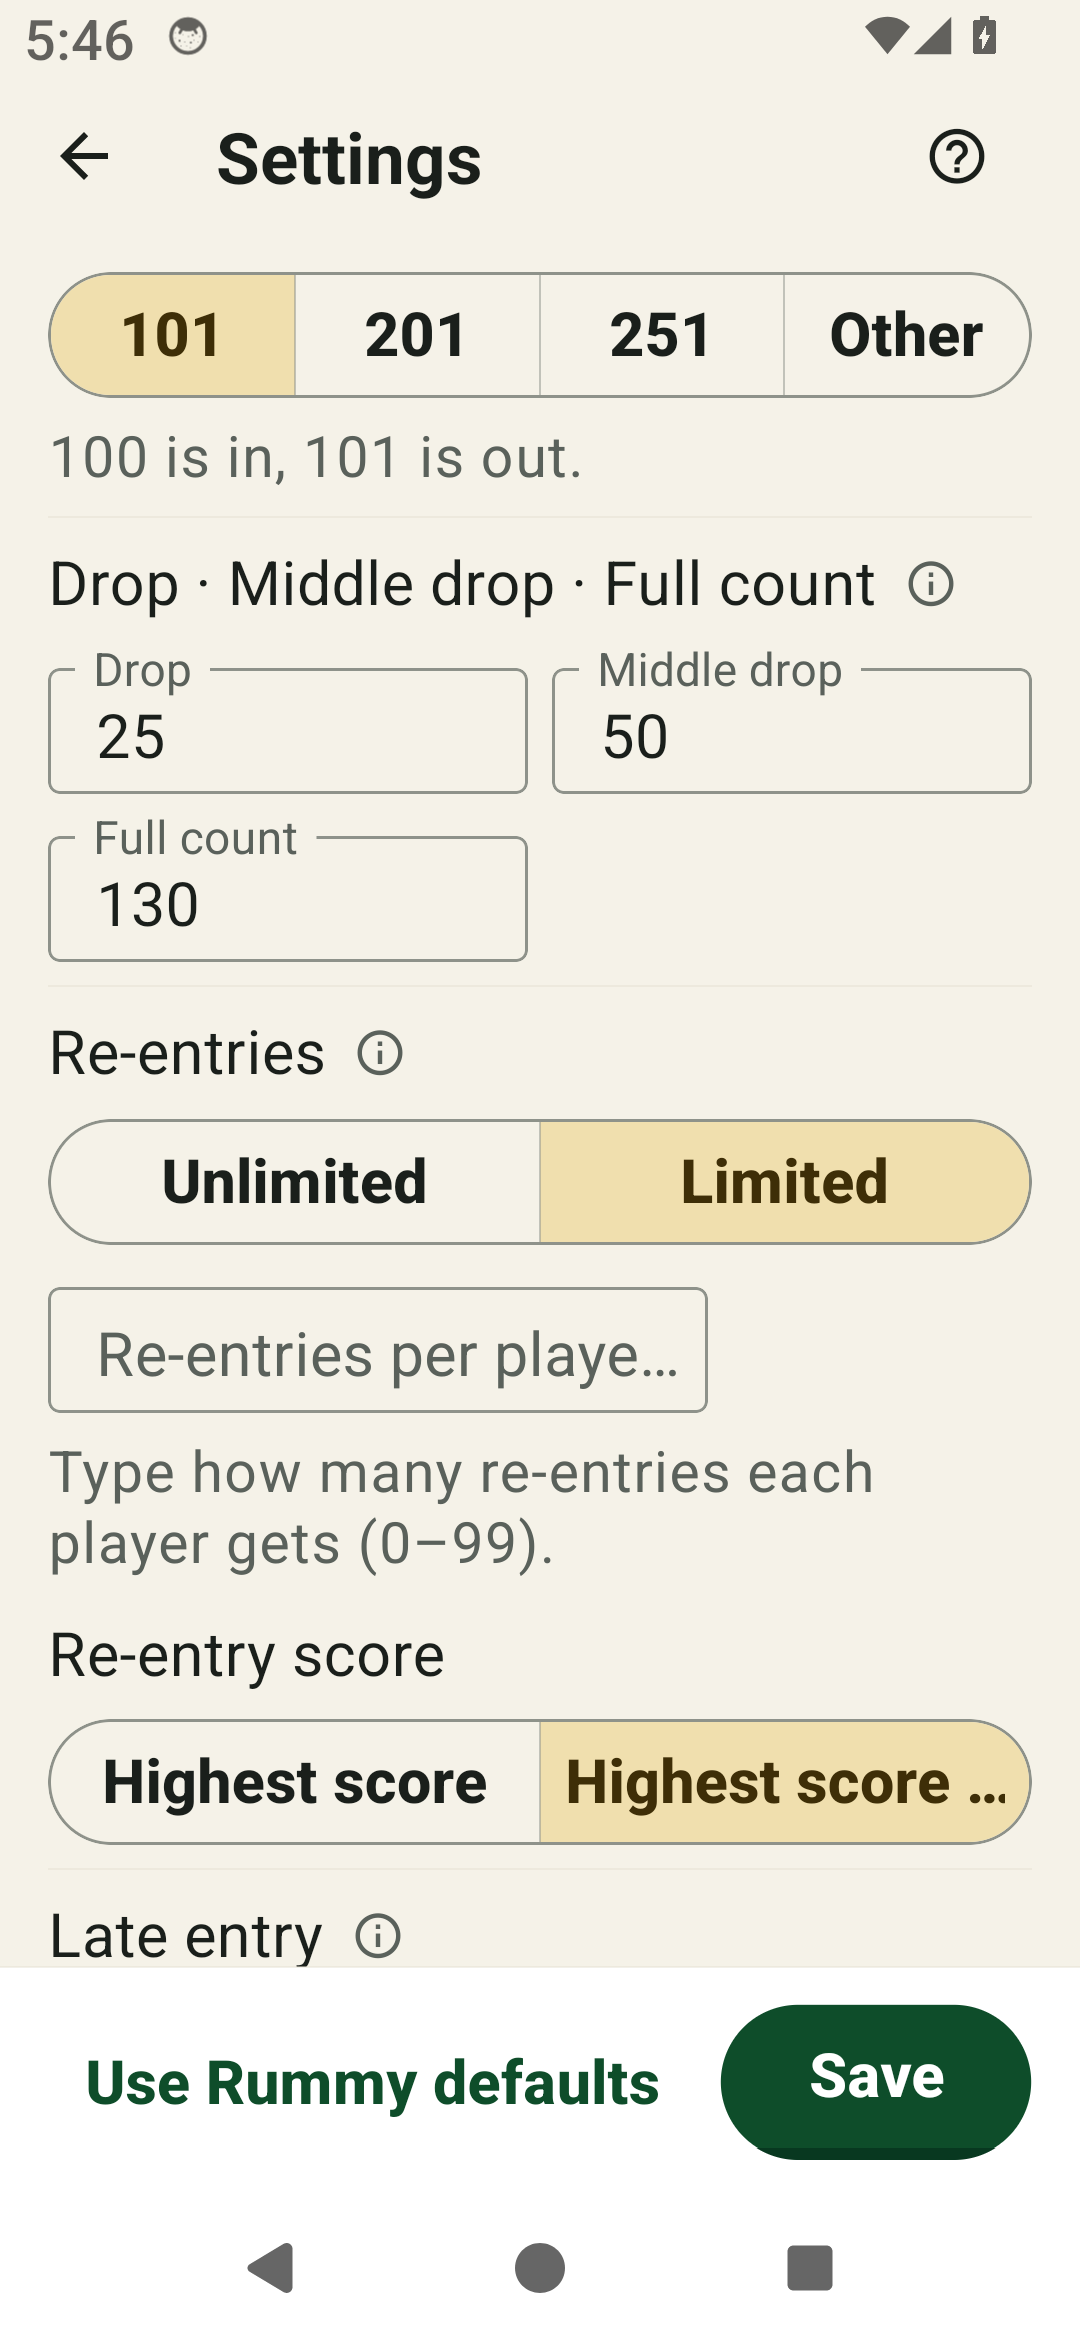 5:46
Settings
101 201 251 Other
100 is in, 101 is out.
Drop · Middle drop · Full count
Drop Middle drop
25 50
Full count
130
Re-entries
Unlimited Limited
Re-entries per playe...
Type how many re-entries each
player gets (0–99).
Re-entry score
Highest score Highest score ...
Late entry
Use Rummy defaults Save